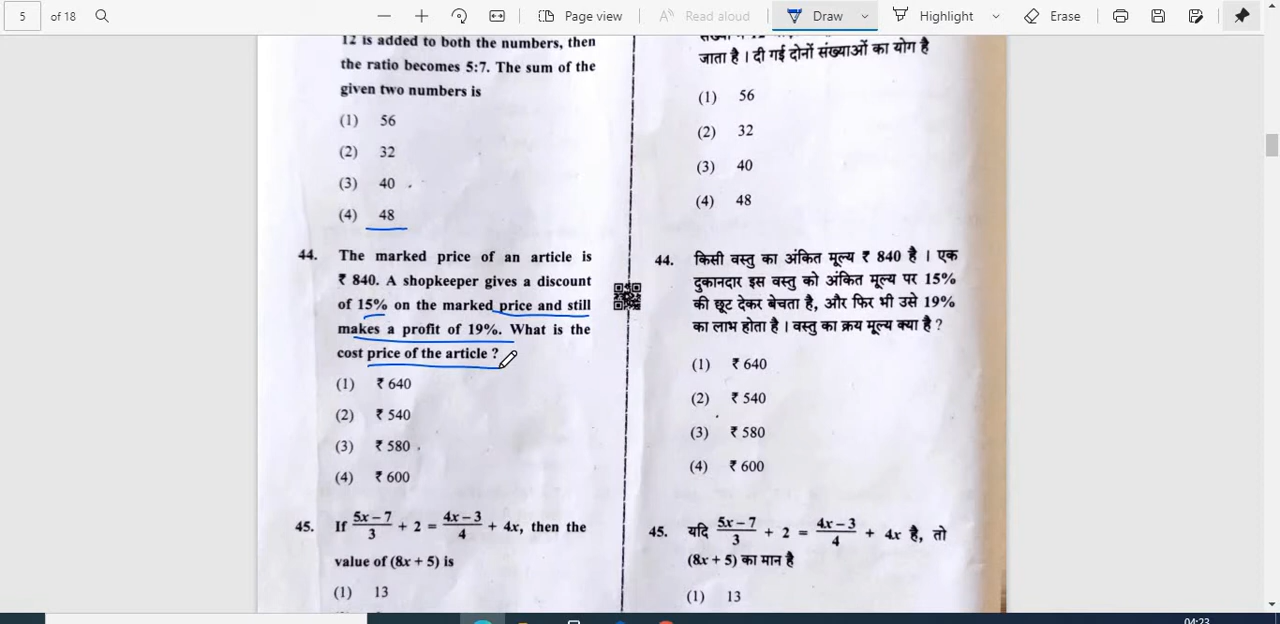 5 of 18
Page view
Read aloud
Draw
Highlight
Erase
12 is added to both the numbers, then
the ratio becomes 5:7. The sum of the
given two numbers is
(1) 56
(2) 32
(3) 40
(4) 48
44. The marked price of an article is
₹ 840. A shopkeeper gives a discount
of 15% on the marked price and still
makes a profit of 19%. What is the
cost price of the article ?
(1) ₹ 640
(2) ₹ 540
(3) ₹ 580
(4) ₹ 600
45. If (5x – 7)/3 + 2 = (4x – 3)/4 + 4x, then the
value of (8x + 5) is
(1) 13
जाता है । दी गई दोनों संख्याओं का योग है
(1) 56
(2) 32
(3) 40
(4) 48
44. किसी वस्तु का अंकित मूल्य ₹ 840 है । एक
दुकानदार इस वस्तु को अंकित मूल्य पर 15%
की छूट देकर बेचता है, और फिर भी उसे 19%
का लाभ होता है । वस्तु का क्रय मूल्य क्या है ?
(1) ₹ 640
(2) ₹ 540
(3) ₹ 580
(4) ₹ 600
45. यदि (5x – 7)/3 + 2 = (4x – 3)/4 + 4x है, तो
(8x + 5) का मान है
(1) 13
04:23